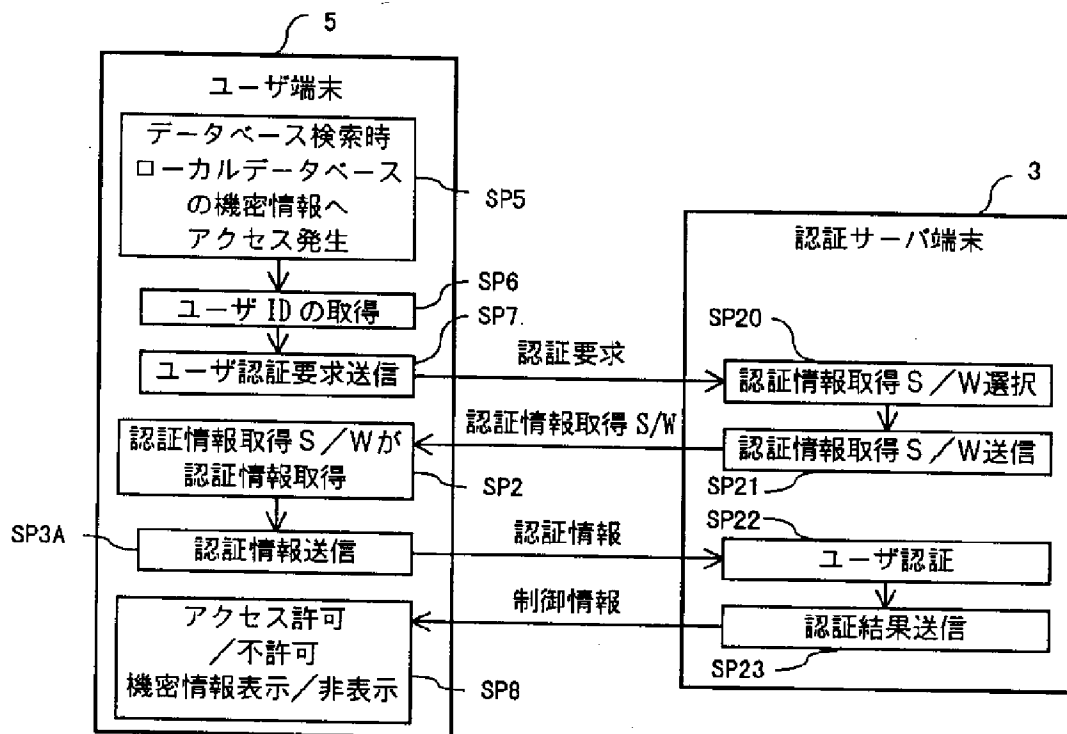 5
ユーザ端末
データベース検索時
ローカルデータベース
の機密情報へ
アクセス発生
SP5
ユーザIDの取得
SP6
ユーザ認証要求送信
SP7
認証要求
3
認証サーバ端末
SP20
認証情報取得S/W選択
認証情報取得S/W
認証情報取得S/W送信
SP21
認証情報取得S/Wが
認証情報取得
SP2
SP3A
認証情報送信
認証情報
SP22
ユーザ認証
制御情報
認証結果送信
SP23
アクセス許可
/不許可
機密情報表示/非表示
SP8